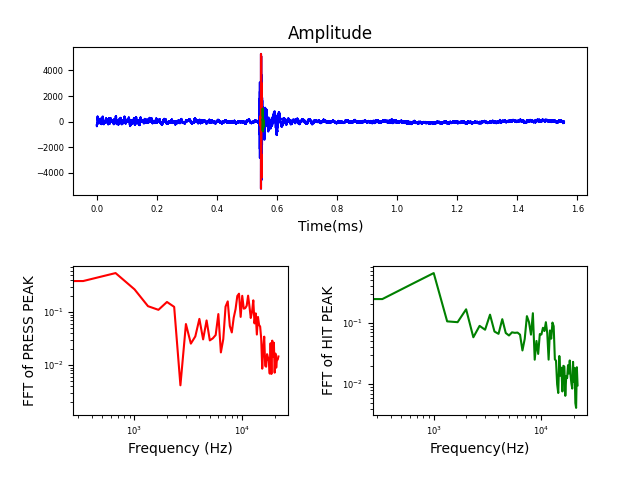 Amplitude
4000
2000
0
−2000
−4000
0.0 0.2 0.4 0.6 0.8 1.0 1.2 1.4 1.6
Time(ms)
FFT of PRESS PEAK
10⁻¹
10⁻²
10³ 10⁴
Frequency (Hz)
FFT of HIT PEAK
10⁻¹
10⁻²
10³ 10⁴
Frequency(Hz)